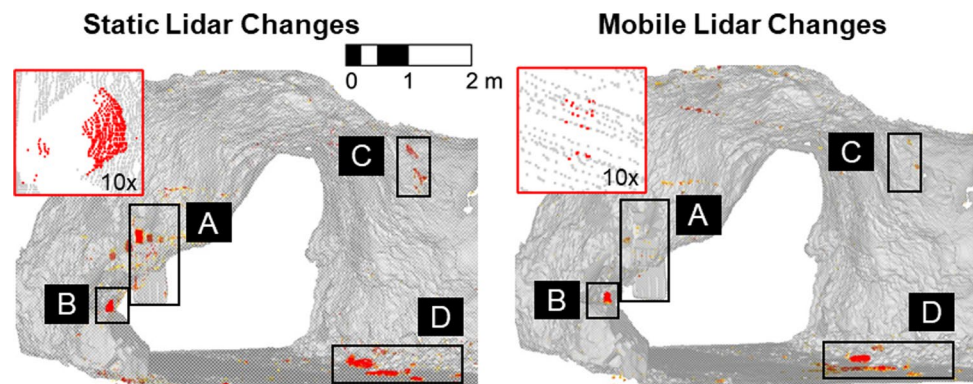 Static Lidar Changes
Mobile Lidar Changes
0 1 2 m
10x
A
B
C
D
10x
A
B
C
D